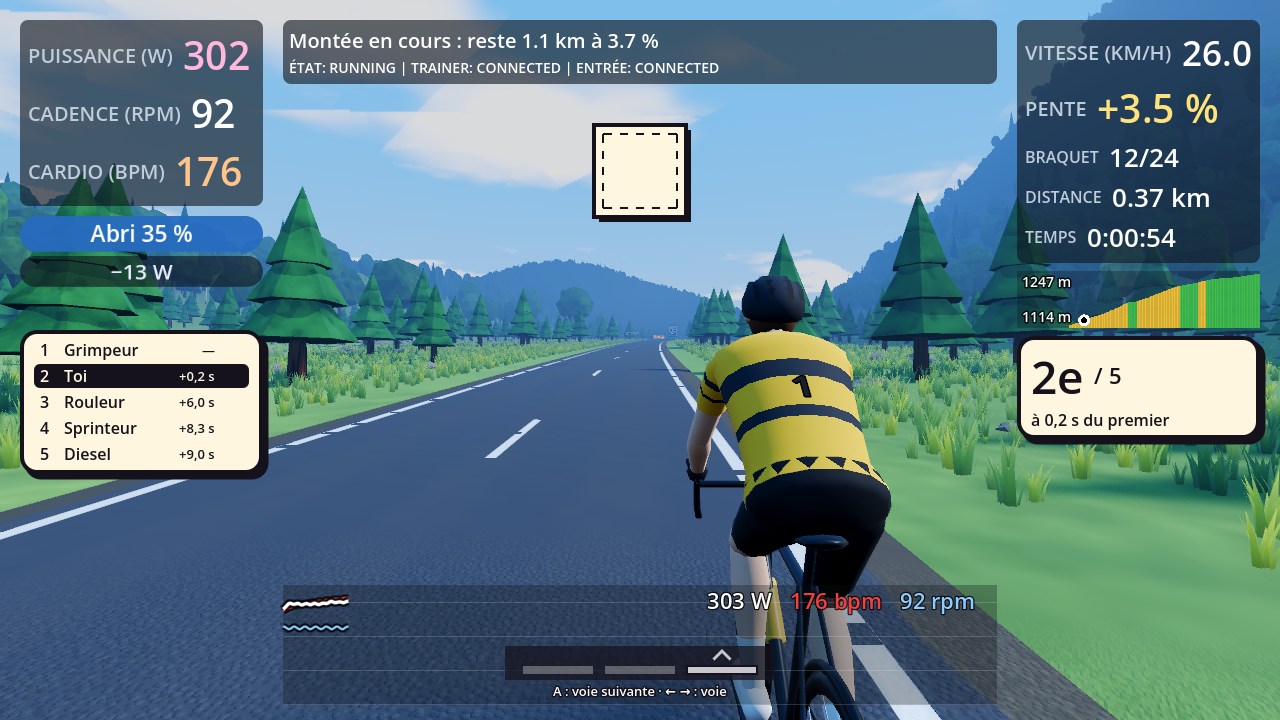 PUISSANCE (W) 302
CADENCE (RPM) 92
CARDIO (BPM) 176
Abri 35 %
−13 W
Montée en cours : reste 1.1 km à 3.7 %
ÉTAT: RUNNING | TRAINER: CONNECTED | ENTRÉE: CONNECTED
VITESSE (KM/H) 26.0
PENTE +3.5 %
BRAQUET 12/24
DISTANCE 0.37 km
TEMPS 0:00:54
1247 m
1114 m
1 Grimpeur —
2 Toi +0,2 s
3 Rouleur +6,0 s
4 Sprinteur +8,3 s
5 Diesel +9,0 s
2e / 5
à 0,2 s du premier
1
303 W 176 bpm 92 rpm
A : voie suivante · ← → : voie